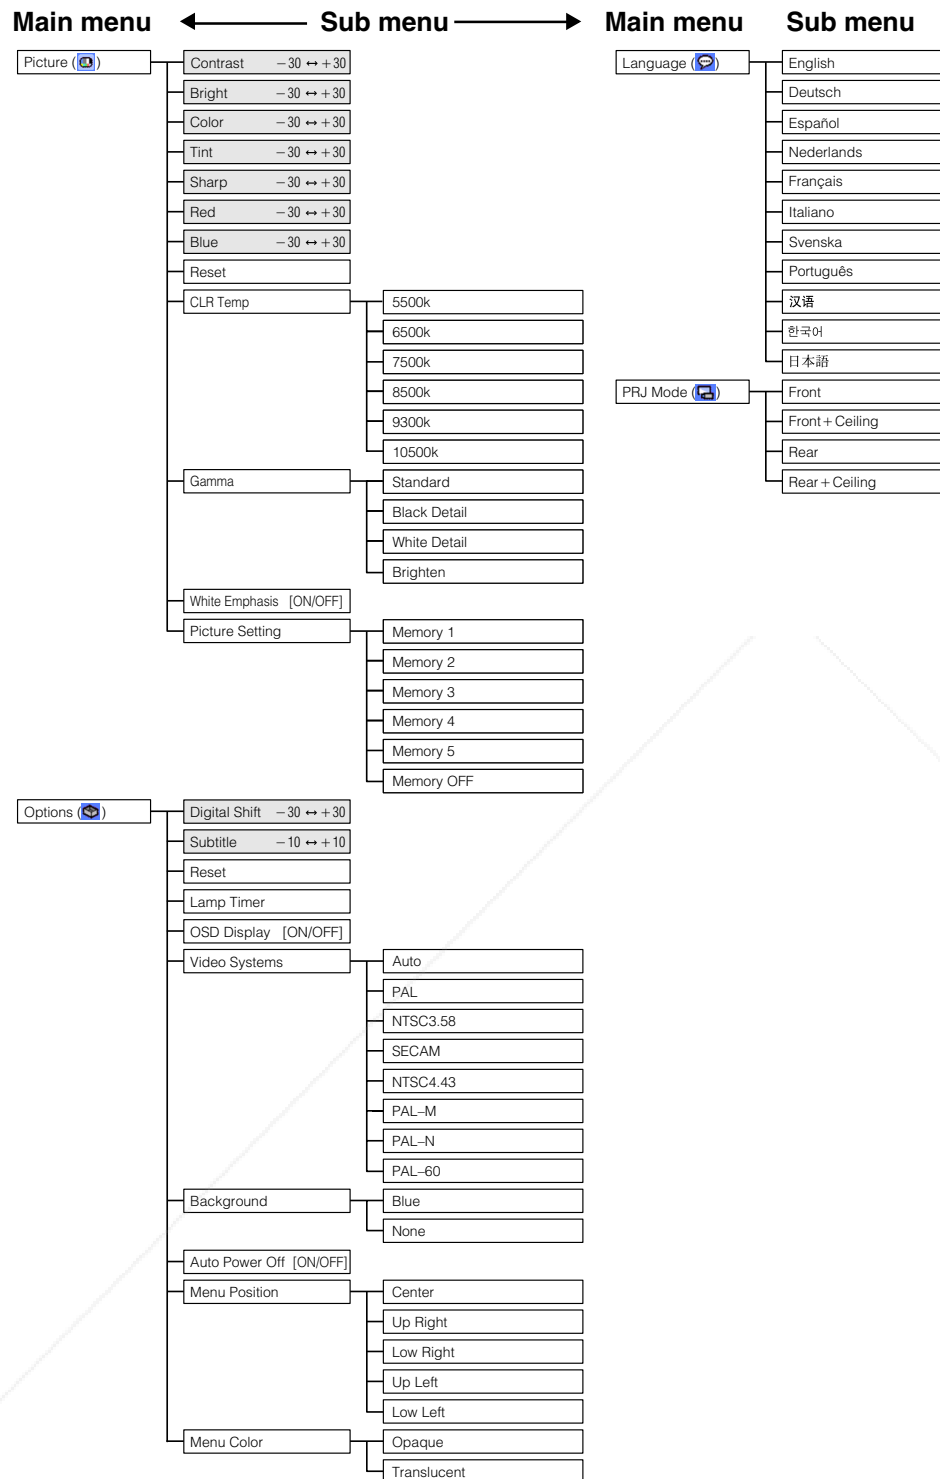 Main menu Sub menu Main menu Sub menu
Picture ( )
Contrast −30 ↔ +30
Bright −30 ↔ +30
Color −30 ↔ +30
Tint −30 ↔ +30
Sharp −30 ↔ +30
Red −30 ↔ +30
Blue −30 ↔ +30
Reset
CLR Temp
5500k
6500k
7500k
8500k
9300k
10500k
Gamma
Standard
Black Detail
White Detail
Brighten
White Emphasis [ON/OFF]
Picture Setting
Memory 1
Memory 2
Memory 3
Memory 4
Memory 5
Memory OFF
Options ( )
Digital Shift −30 ↔ +30
Subtitle −10 ↔ +10
Reset
Lamp Timer
OSD Display [ON/OFF]
Video Systems
Auto
PAL
NTSC3.58
SECAM
NTSC4.43
PAL–M
PAL–N
PAL–60
Background
Blue
None
Auto Power Off [ON/OFF]
Menu Position
Center
Up Right
Low Right
Up Left
Low Left
Menu Color
Opaque
Translucent
Language ( )
English
Deutsch
Español
Nederlands
Français
Italiano
Svenska
Português
汉语
한국어
日本語
PRJ Mode ( )
Front
Front+Ceiling
Rear
Rear+Ceiling